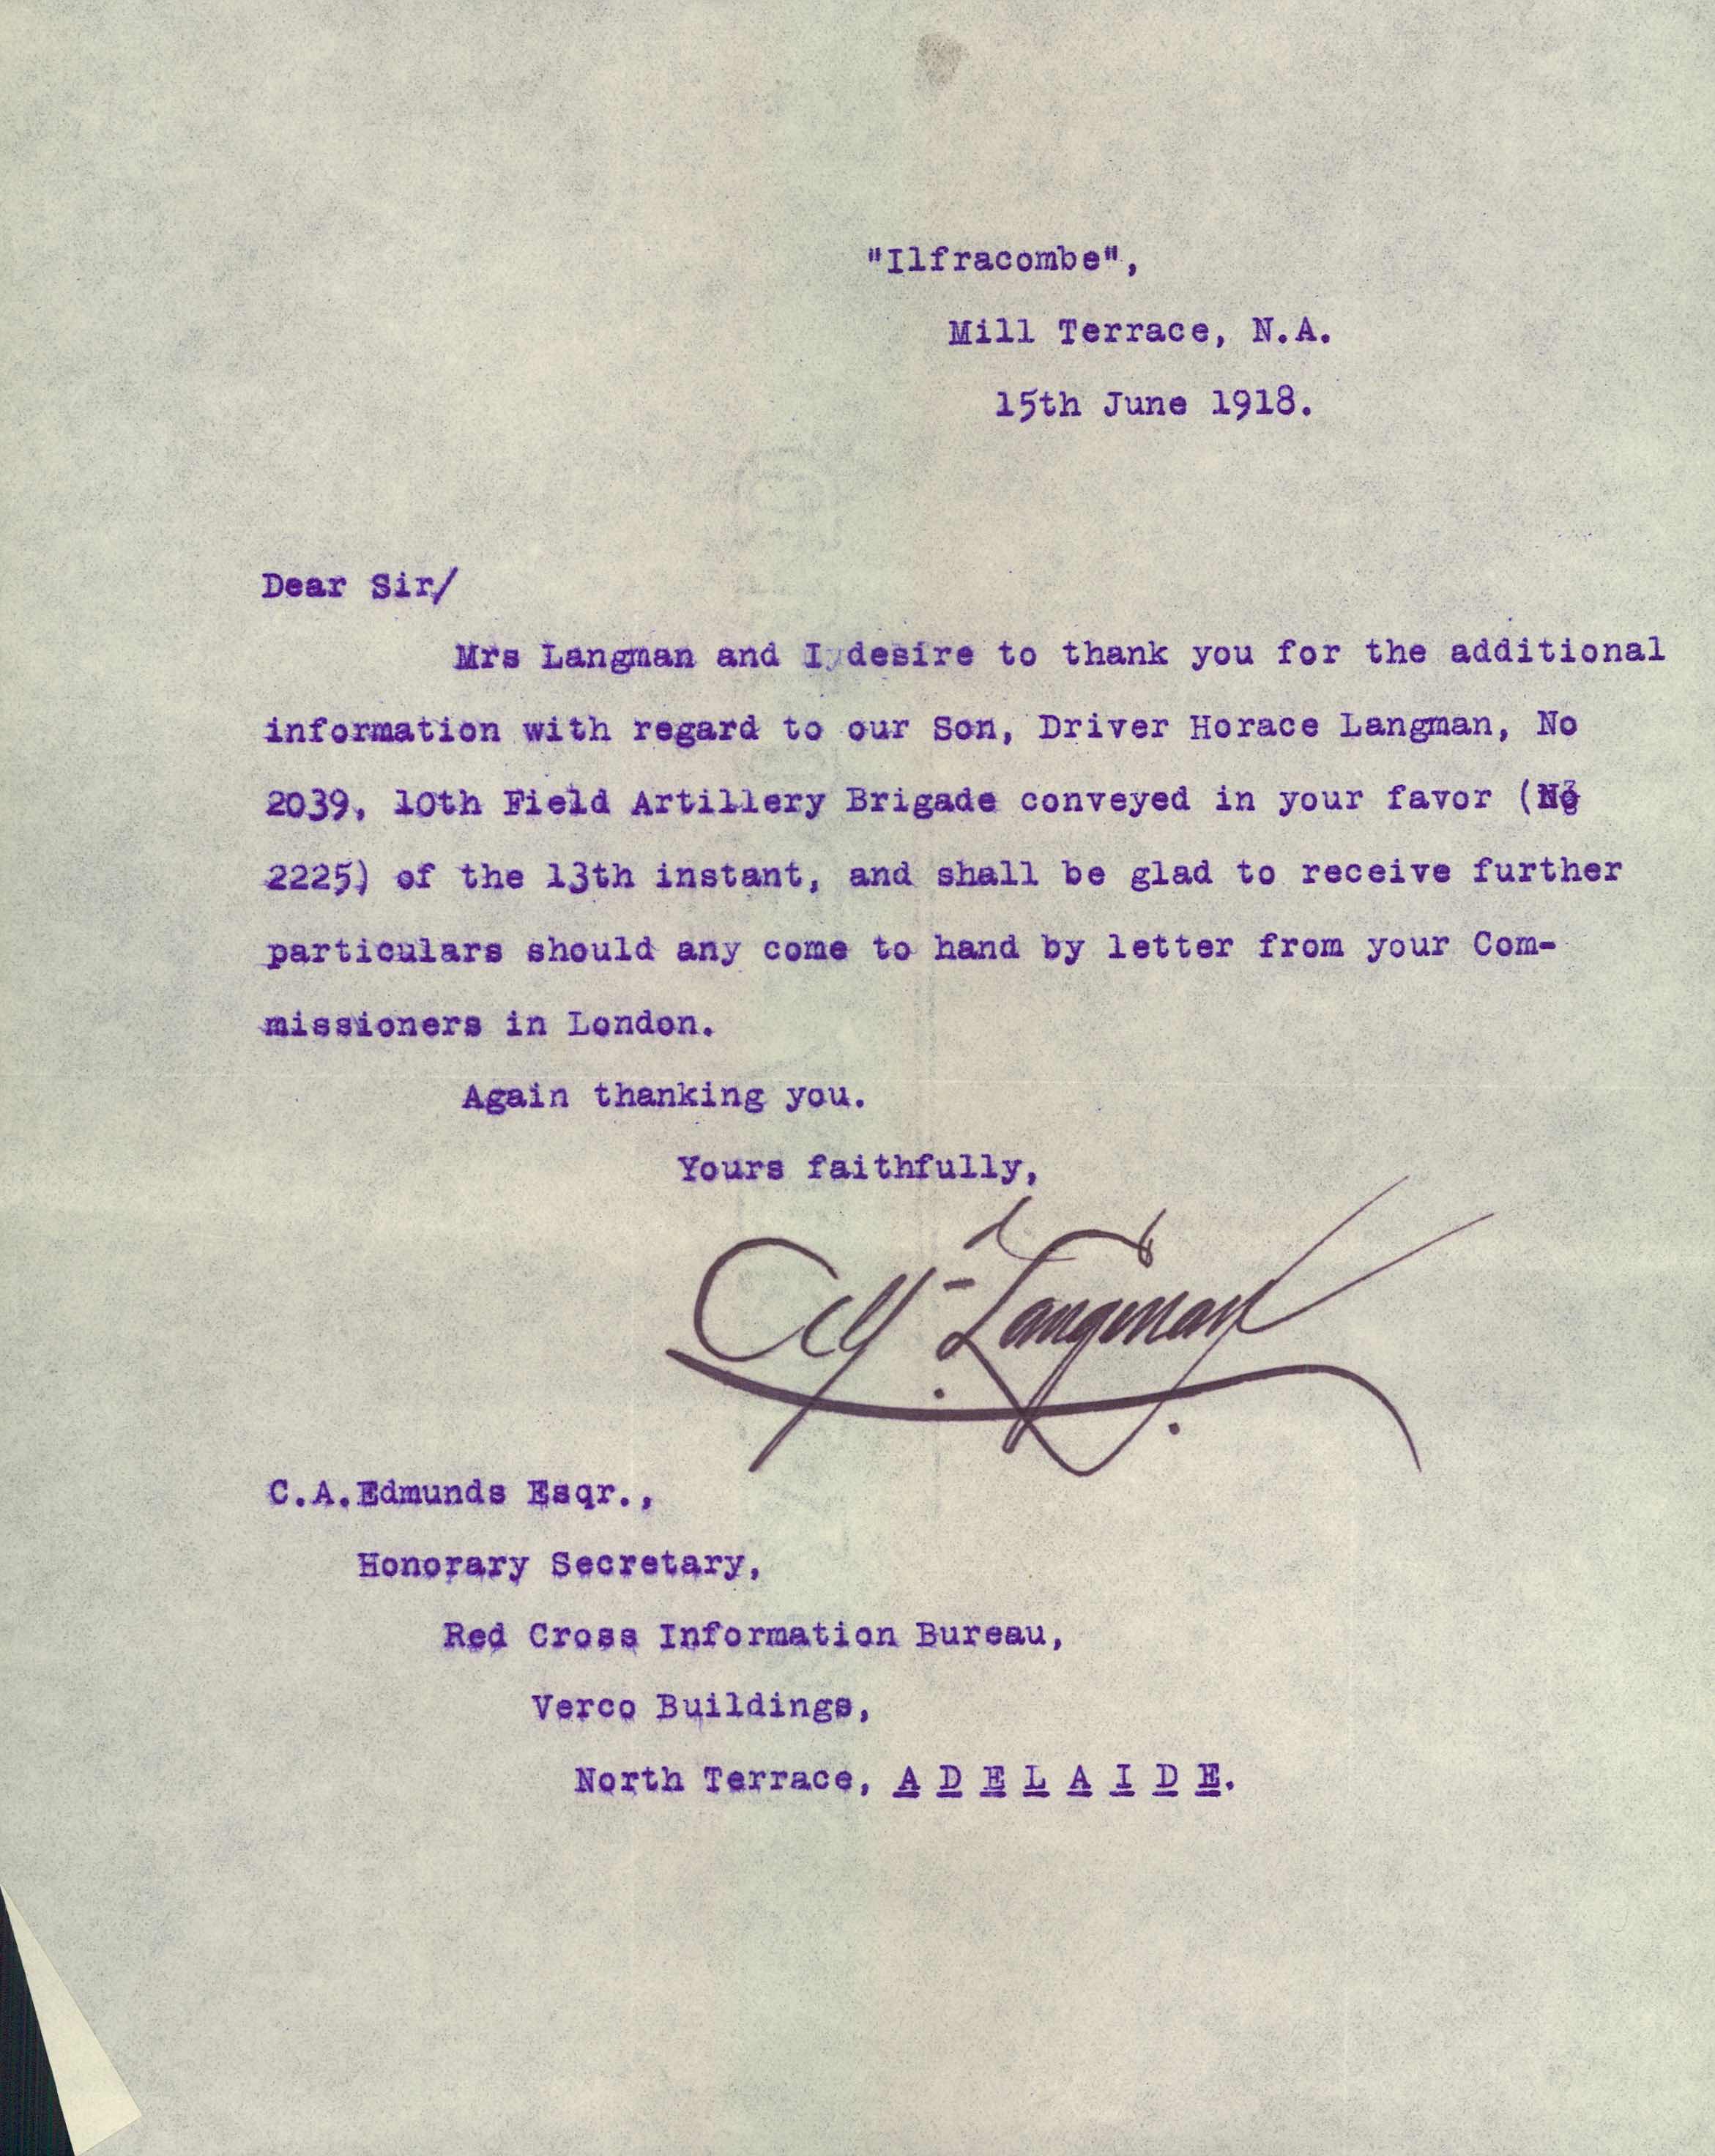 "Ilfracombe",
Mill Terrace, N.A.
15th June 1918.
Dear Sir/
Mrs Langman and I desire to thank you for the additional
information with regard to our Son, Driver Horace Langman, No
2039, 10th Field Artillery Brigade conveyed in your favor (No
2225) of the 13th instant, and shall be glad to receive further
particulars should any come to hand by letter from your Com-
missioners in London.
Again thanking you.
Yours faithfully,
Langman
C.A.Edmunds Esqr.,
Honorary Secretary,
Red Cross Information Bureau,
Verco Buildings,
North Terrace, A D E L A I D E.